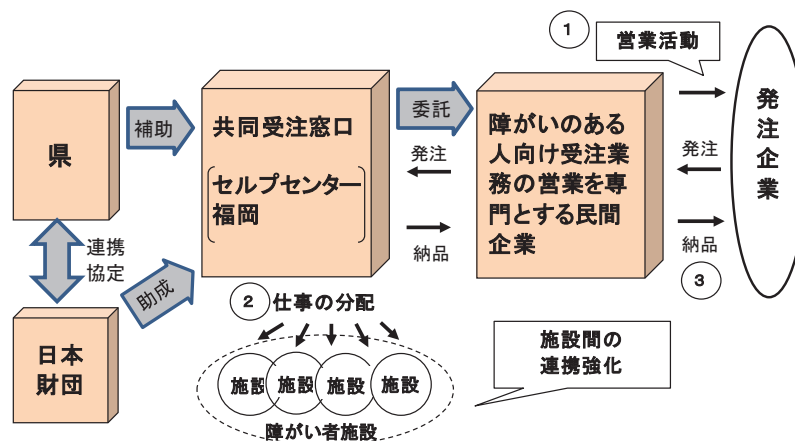 ①
営業活動
県
補助
共同受注窓口
セルプセンター
福岡
委託
発注
納品
障がいのある
人向け受注業
務の営業を専
門とする民間
企業
発注
納品
③
発注企業
連携
協定
日本
財団
助成
② 仕事の分配
施設 施設 施設 施設
障がい者施設
施設間の
連携強化